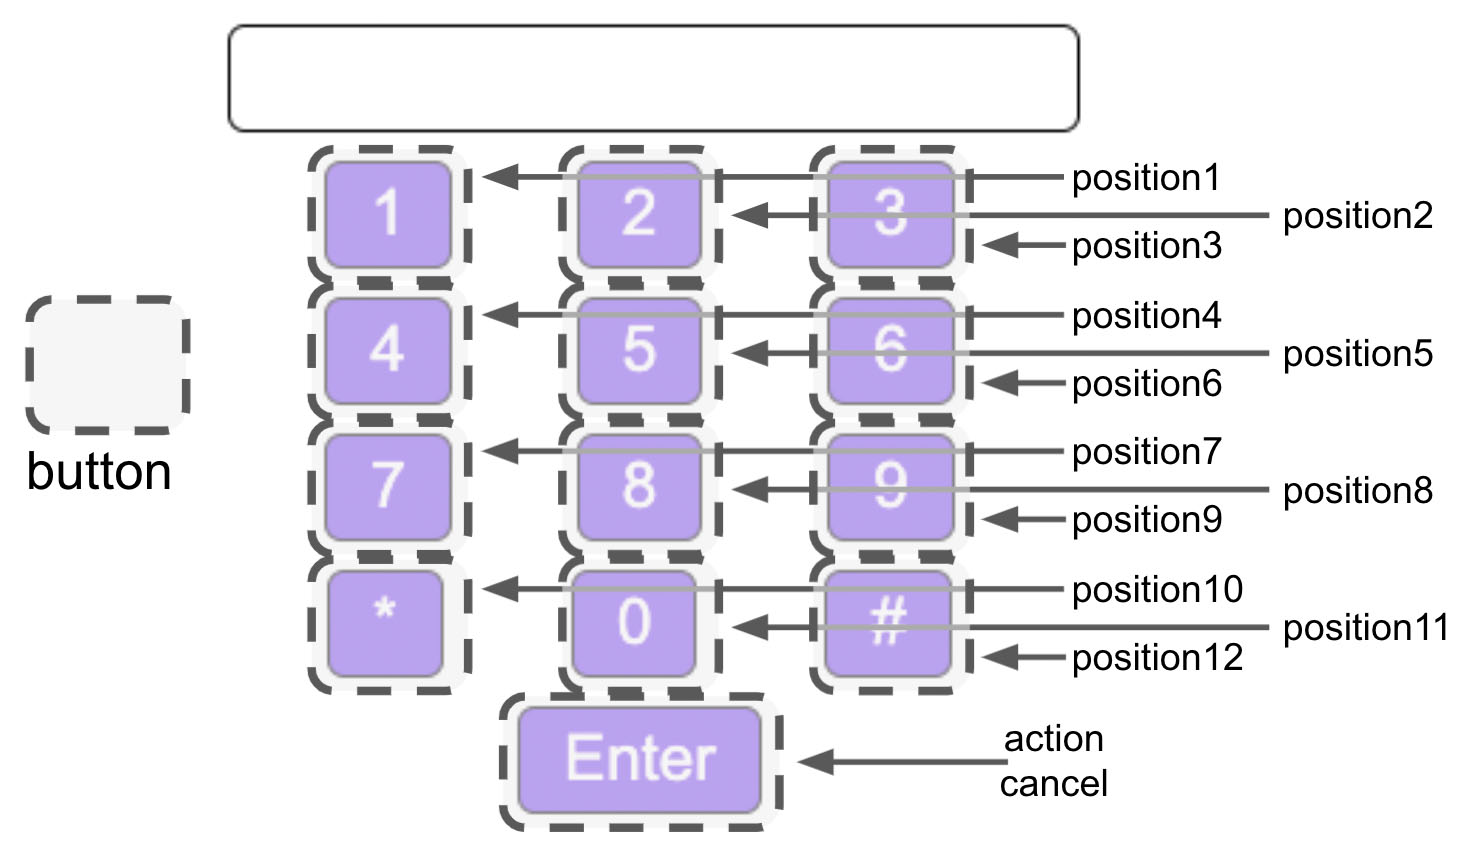 1 2 3 position1
position2
position3
4 5 6 position4
position5
position6
button
7 8 9 position7
position8
position9
* 0 # position10
position11
position12
Enter action
cancel